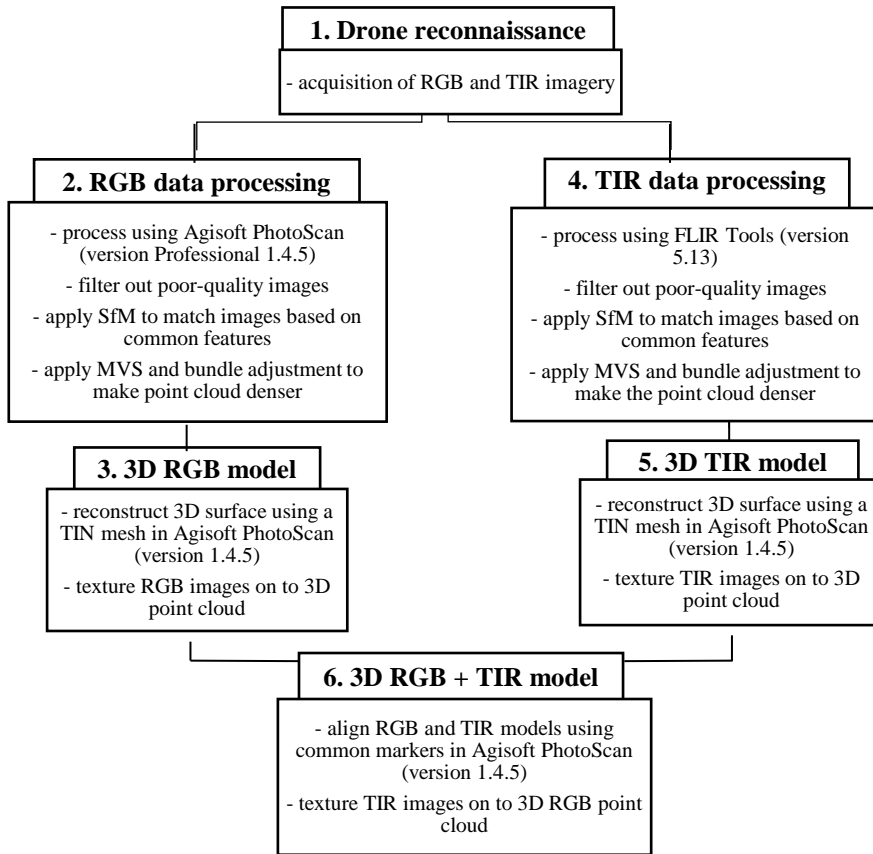 1. Drone reconnaissance
- acquisition of RGB and TIR imagery
2. RGB data processing
- process using Agisoft PhotoScan
(version Professional 1.4.5)
- filter out poor-quality images
- apply SfM to match images based on
common features
- apply MVS and bundle adjustment to
make point cloud denser
4. TIR data processing
- process using FLIR Tools (version
5.13)
- filter out poor-quality images
- apply SfM to match images based on
common features
- apply MVS and bundle adjustment to
make the point cloud denser
3. 3D RGB model
- reconstruct 3D surface using a
TIN mesh in Agisoft PhotoScan
(version 1.4.5)
- texture RGB images on to 3D
point cloud
5. 3D TIR model
- reconstruct 3D surface using a
TIN mesh in Agisoft PhotoScan
(version 1.4.5)
- texture TIR images on to 3D
point cloud
6. 3D RGB + TIR model
- align RGB and TIR models using
common markers in Agisoft PhotoScan
(version 1.4.5)
- texture TIR images on to 3D RGB point
cloud